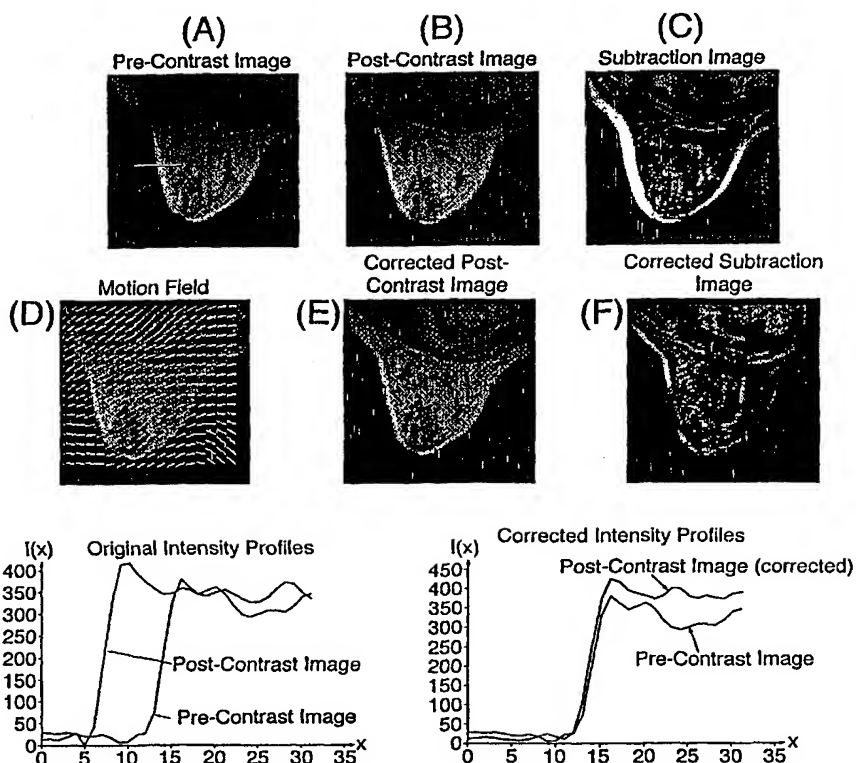 (A)
(B)
(C)
Pre-Contrast Image
Post-Contrast Image
Subtraction Image
(D)
Motion Field
(E)
Corrected Post-
Contrast Image
(F)
Corrected Subtraction
Image
I(x)
Original Intensity Profiles
400
350
300
250
200
150
100
50
0
Post-Contrast Image
Pre-Contrast Image
0 5 10 15 20 25 30 35
x
I(x)
Corrected Intensity Profiles
450
400
350
300
250
200
150
100
50
0
Post-Contrast Image (corrected)
Pre-Contrast Image
0 5 10 15 20 25 30 35
x